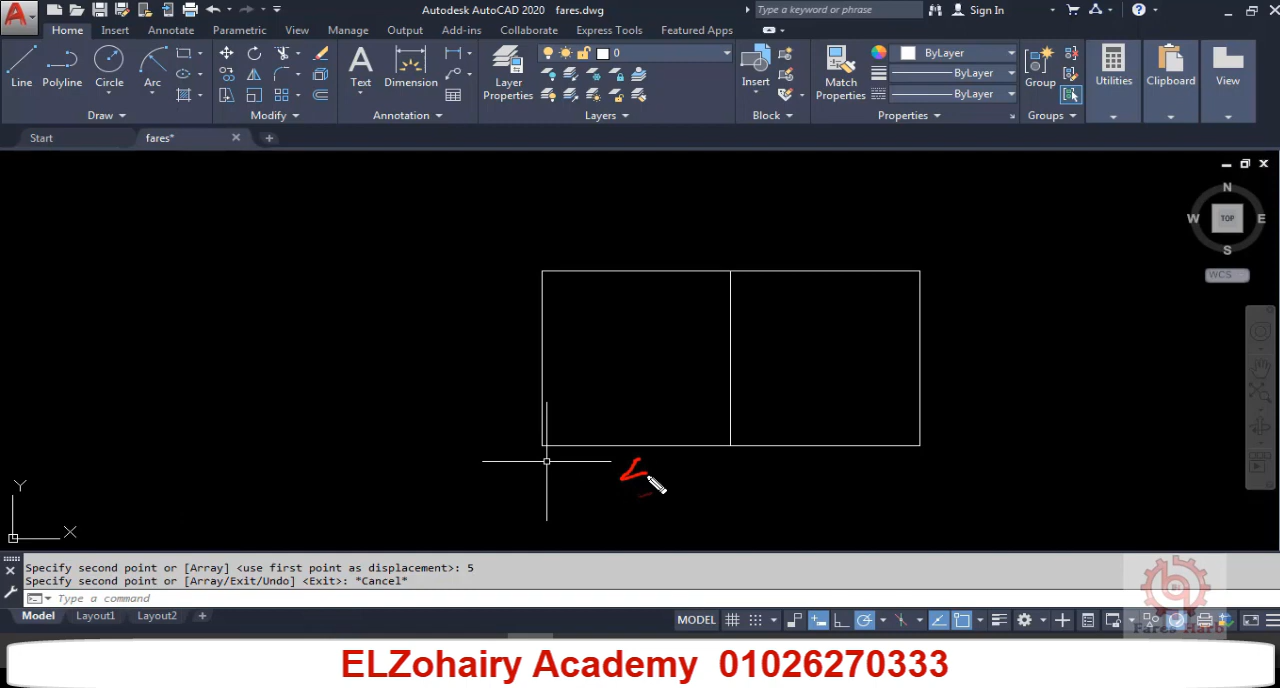 Autodesk AutoCAD 2020 fares.dwg
Type a keyword or phrase
Sign In
Home Insert Annotate Parametric View Manage Output Add-ins Collaborate Express Tools Featured Apps
0
ByLayer
Line Polyline Circle Arc
Text Dimension
Layer Properties
Insert
Match Properties
ByLayer
ByLayer
Group
Utilities
Clipboard
View
Draw Modify Annotation Layers Block Properties Groups
Start fares*
N
W TOP E
S
WCS
Y
X
Specify second point or [Array] <use first point as displacement>: 5
Specify second point or [Array/Exit/Undo] <Exit>: *Cancel*
Type a command
Model Layout1 Layout2
MODEL
Fares Harb
ELZohairy Academy 01026270333